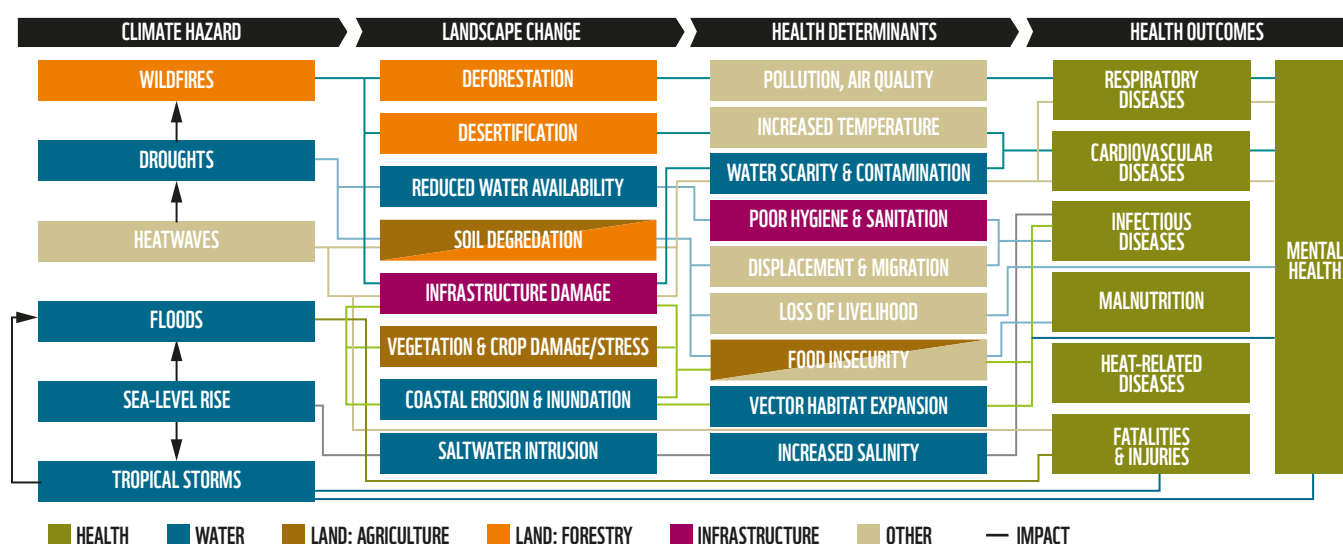 CLIMATE HAZARD
LANDSCAPE CHANGE
HEALTH DETERMINANTS
HEALTH OUTCOMES
WILDFIRES
DROUGHTS
HEATWAVES
FLOODS
SEA-LEVEL RISE
TROPICAL STORMS
DEFORESTATION
DESERTIFICATION
REDUCED WATER AVAILABILITY
SOIL DEGREDATION
INFRASTRUCTURE DAMAGE
VEGETATION & CROP DAMAGE/STRESS
COASTAL EROSION & INUNDATION
SALTWATER INTRUSION
POLLUTION, AIR QUALITY
INCREASED TEMPERATURE
WATER SCARITY & CONTAMINATION
POOR HYGIENE & SANITATION
DISPLACEMENT & MIGRATION
LOSS OF LIVELIHOOD
FOOD INSECURITY
VECTOR HABITAT EXPANSION
INCREASED SALINITY
RESPIRATORY
DISEASES
CARDIOVASCULAR
DISEASES
INFECTIOUS
DISEASES
MALNUTRITION
HEAT-RELATED
DISEASES
FATALITIES
& INJURIES
MENTAL
HEALTH
HEALTH
WATER
LAND: AGRICULTURE
LAND: FORESTRY
INFRASTRUCTURE
OTHER
IMPACT